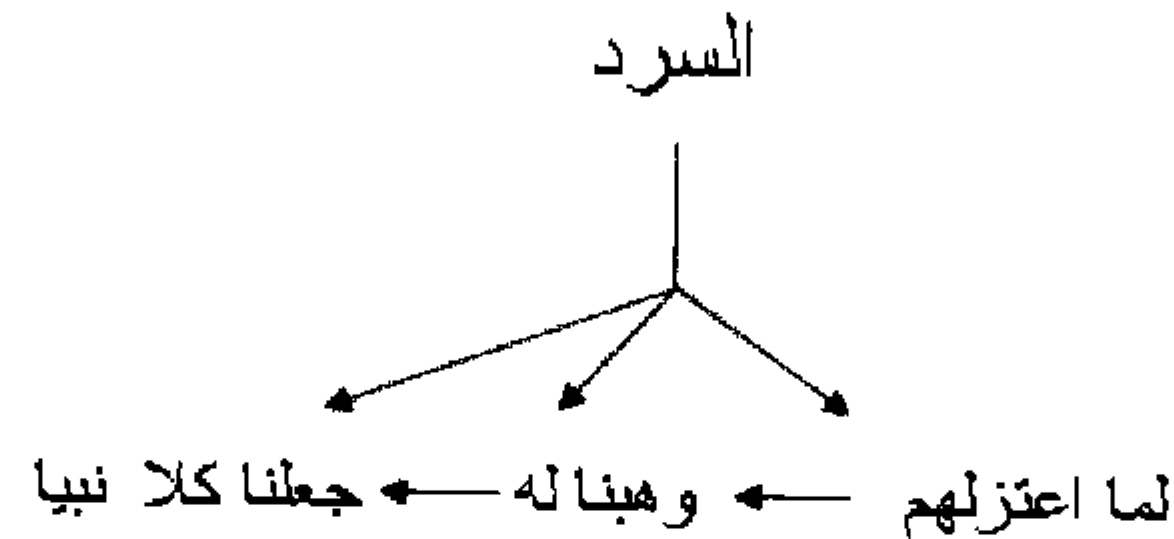 السرد
لما اعتزلهم وهبنا له جعلنا كلا نبيا